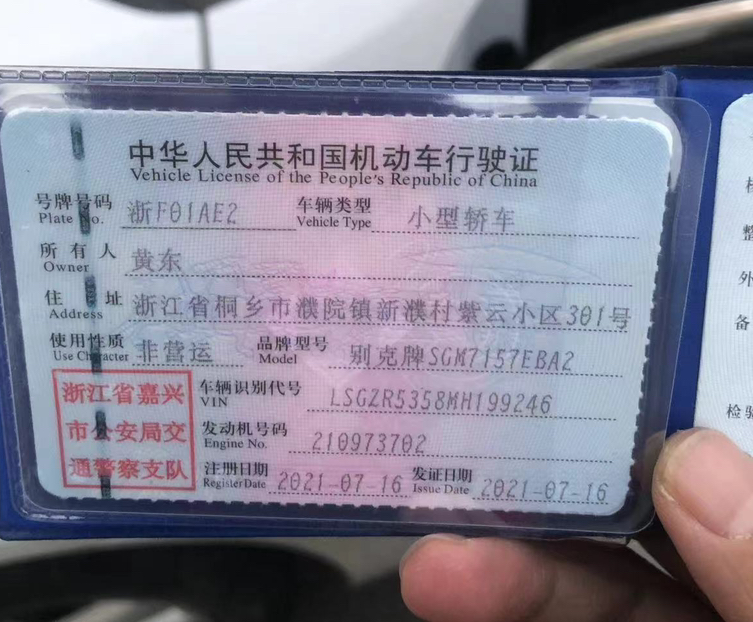 中华人民共和国机动车行驶证
Vehicle License of the People's Republic of China
号牌号码 浙F01AE2 车辆类型 小型轿车
Plate No. Vehicle Type
所有人 黄东
Owner
住址 浙江省桐乡市濮院镇新濮村紫云小区301号
Address
使用性质 非营运 品牌型号 别克牌SGM7157EBA2
Use Character Model
浙江省嘉兴
市公安局交
通警察支队
车辆识别代号 LSGZR5358MH199246
VIN
发动机号码 210973702
Engine No.
注册日期 2021-07-16 发证日期 2021-07-16
Register Date Issue Date
整
外
备
检验